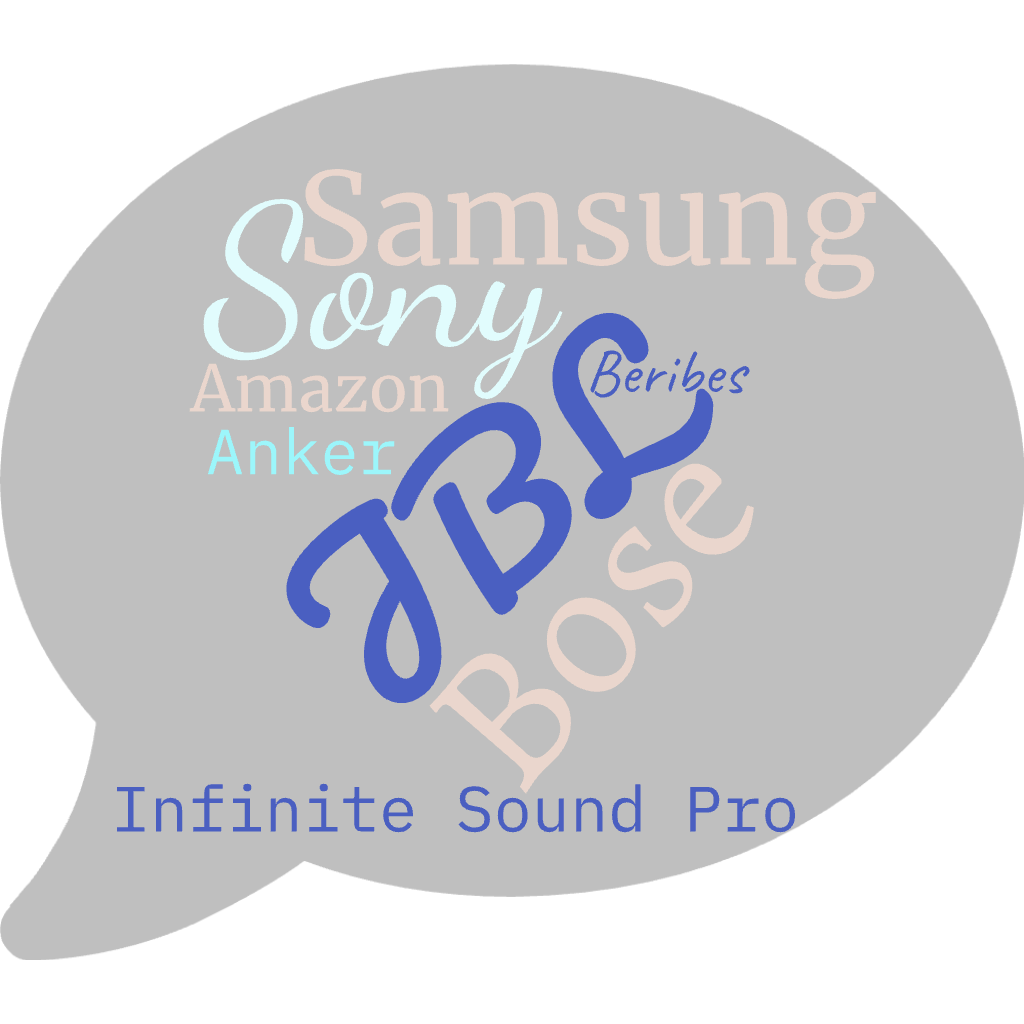 Samsung
Sony
Beribes
Amazon
Anker
JBL
Bose
Infinite Sound Pro